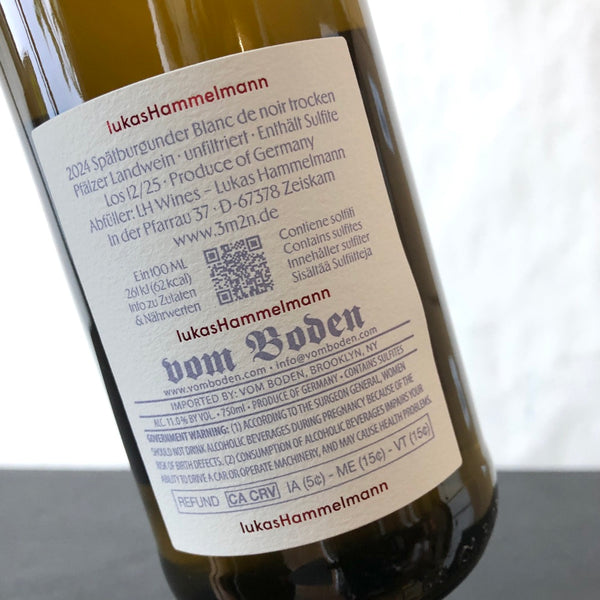 lukasHammelmann
2024 Spätburgunder Blanc de noir trocken
Pfälzer Landwein · unfiltriert · Enthält Sulfite
Los 12/25 · Produce of Germany
Abfüller: LH Wines – Lukas Hammelmann
In der Pfarrau 37 · D-67378 Zeiskam
www.3m2n.de
Ein 100 ML
261 kJ (62 kcal)
Info zu Zutaten
& Nährwerten
Contiene solfiti
Contains sulfites
Innehåller sulfiter
Sisältää Sulfiitteja
lukasHammelmann
vom Boden
www.vomboden.com · info@vomboden.com
IMPORTED BY: VOM BODEN, BROOKLYN, NY
ALC. 11.0% BY VOL. · 750ml · PRODUCE OF GERMANY · CONTAINS SULFITES
GOVERNMENT WARNING: (1) ACCORDING TO THE SURGEON GENERAL, WOMEN
SHOULD NOT DRINK ALCOHOLIC BEVERAGES DURING PREGNANCY BECAUSE OF THE
RISK OF BIRTH DEFECTS. (2) CONSUMPTION OF ALCOHOLIC BEVERAGES IMPAIRS YOUR
ABILITY TO DRIVE A CAR OR OPERATE MACHINERY, AND MAY CAUSE HEALTH PROBLEMS.
REFUND CA CRV IA (5¢) - ME (15¢) - VT (15¢)
lukasHammelmann